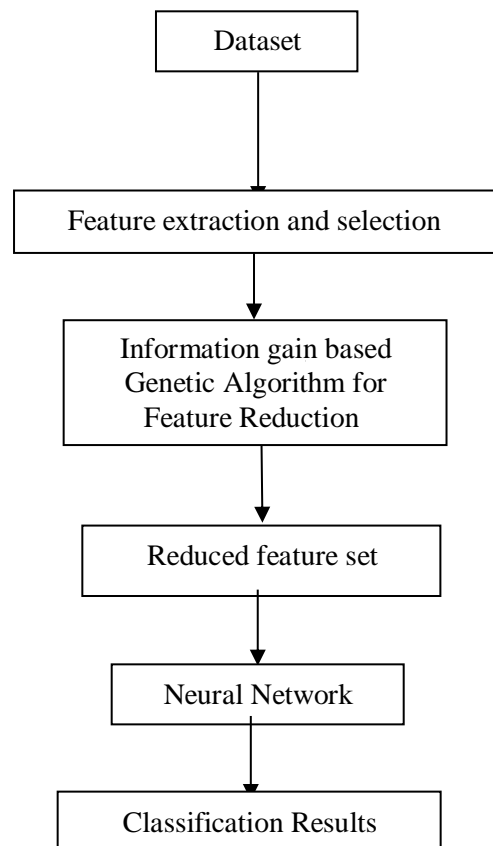 Dataset
Feature extraction and selection
Information gain based
Genetic Algorithm for
Feature Reduction
Reduced feature set
Neural Network
Classification Results